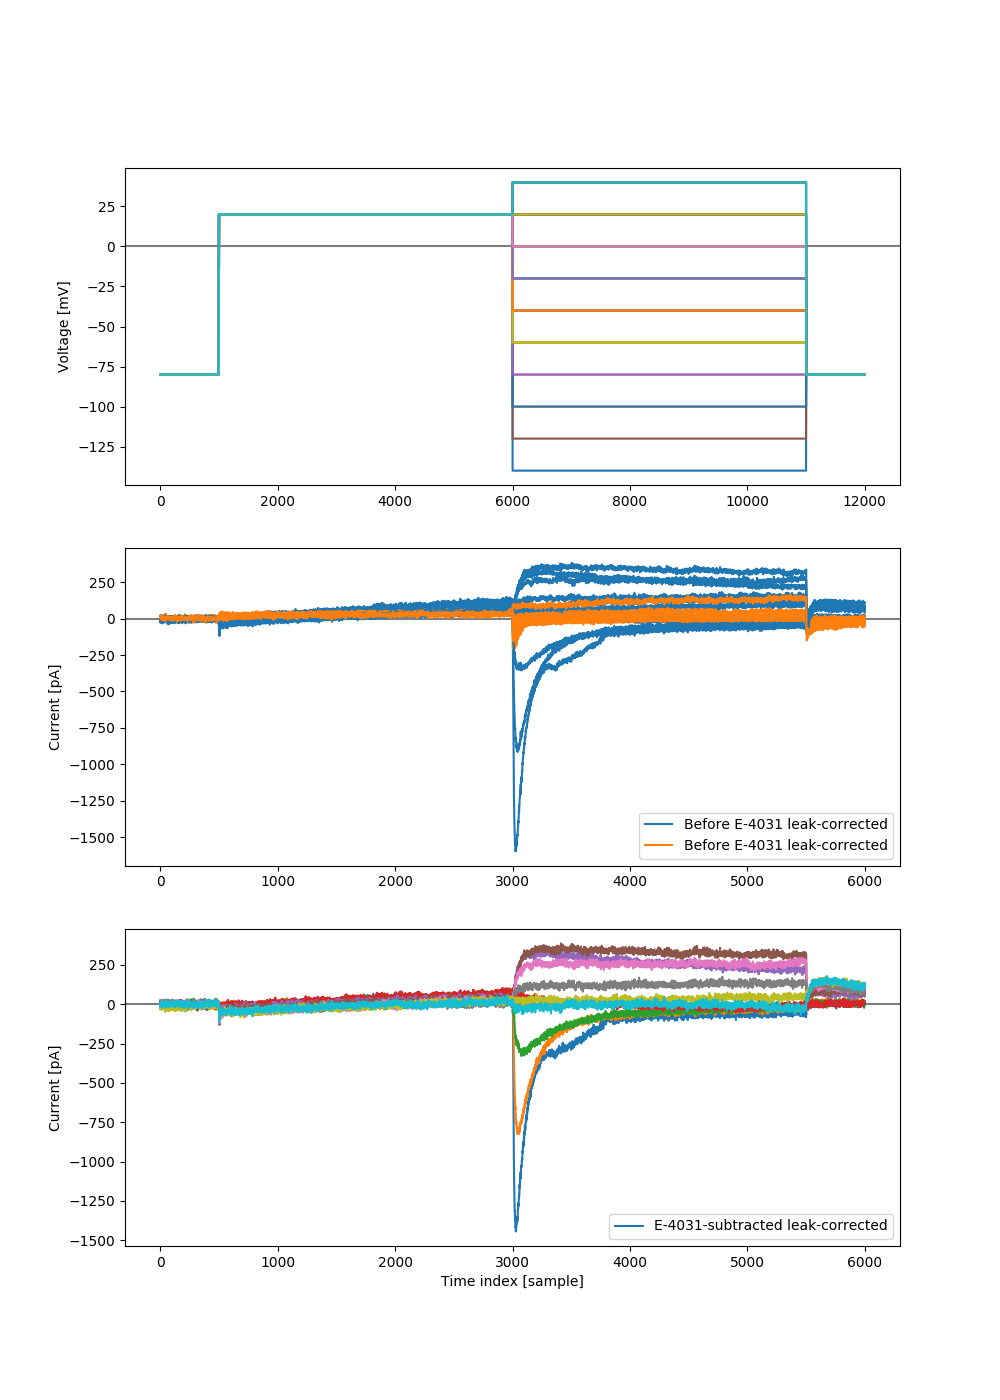 25
0
−25
−50
−75
−100
−125
Voltage [mV]
0 2000 4000 6000 8000 10000 12000
250
0
−250
−500
−750
−1000
−1250
−1500
Current [pA]
Before E-4031 leak-corrected
Before E-4031 leak-corrected
0 1000 2000 3000 4000 5000 6000
250
0
−250
−500
−750
−1000
−1250
−1500
Current [pA]
E-4031-subtracted leak-corrected
0 1000 2000 3000 4000 5000 6000
Time index [sample]